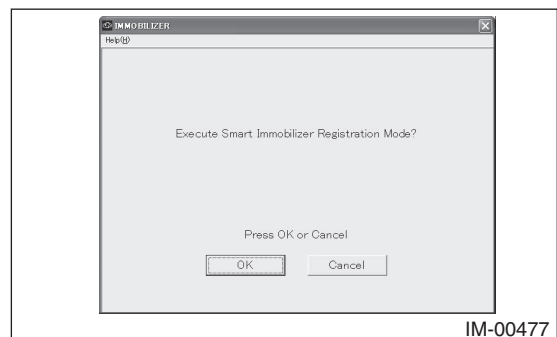 IMMOBILIZER
Help(H)
Execute Smart Immobilizer Registration Mode?
Press OK or Cancel
OK Cancel
IM-00477